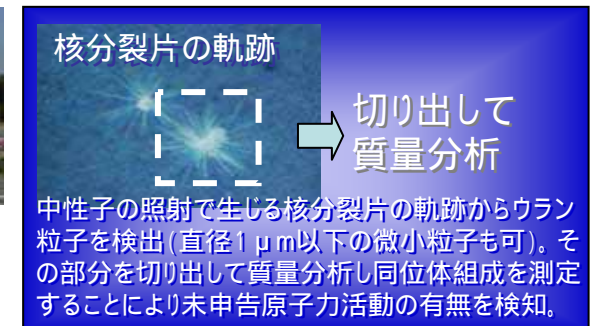 核分裂片の軌跡
切り出して
質量分析
中性子の照射で生じる核分裂片の軌跡からウラン
粒子を検出(直径1μm以下の微小粒子も可)。そ
の部分を切り出して質量分析し同位体組成を測定
することにより未申告原子力活動の有無を検知。